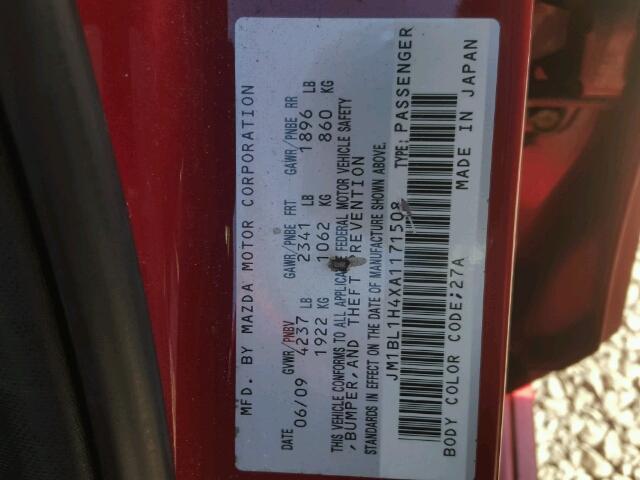 MFD. BY MAZDA MOTOR CORPORATION
DATE GVWR/PNBV GAWR/PNBE FRT GAWR/PNBE RR
06/09 4237 LB 2341 LB 1896 LB
1922 KG 1062 KG 860 KG
THIS VEHICLE CONFORMS TO ALL APPLICABLE FEDERAL MOTOR VEHICLE SAFETY
, BUMPER, AND THEFT PREVENTION
STANDARDS IN EFFECT ON THE DATE OF MANUFACTURE SHOWN ABOVE.
JM1BL1H4XA1171508 TYPE: PASSENGER
BODY COLOR CODE;27A MADE IN JAPAN